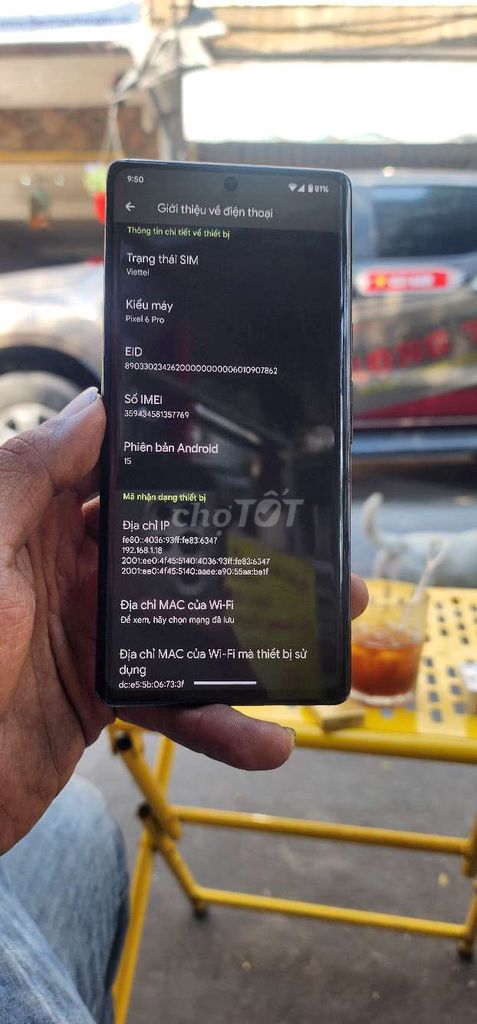 9:50
81%
Giới thiệu về điện thoại
Thông tin chi tiết về thiết bị
Trạng thái SIM
Viettel
Kiểu máy
Pixel 6 Pro
EID
89033023426200000000006010907862
Số IMEI
359434581357769
Phiên bản Android
15
Mã nhận dạng thiết bị
chợTỐT
Địa chỉ IP
fe80::4036:93ff:fe83:6347
192.168.1.18
2001:ee0:4f45:5140:4036:93ff:fe83:6347
2001:ee0:4f45:5140:aaee:a90:55aa:ba1f
Địa chỉ MAC của Wi-Fi
Để xem, hãy chọn mạng đã lưu
Địa chỉ MAC của Wi-Fi mà thiết bị sử
dụng
dc:e5:5b:06:73:3f